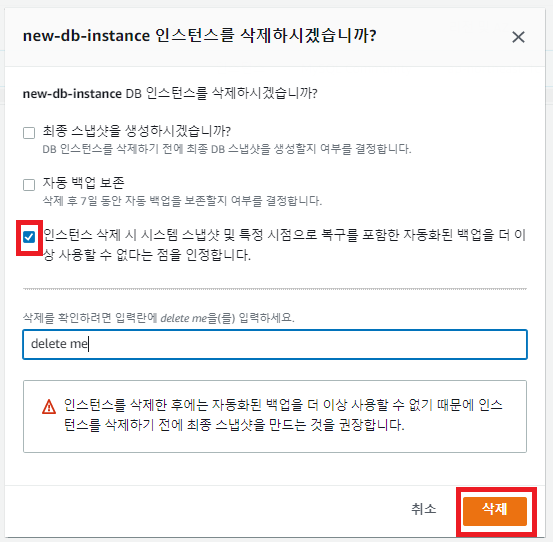 new-db-instance 인스턴스를 삭제하시겠습니까?
new-db-instance DB 인스턴스를 삭제하시겠습니까?
최종 스냅샷을 생성하시겠습니까?
DB 인스턴스를 삭제하기 전에 최종 DB 스냅샷을 생성할지 여부를 결정합니다.
자동 백업 보존
삭제 후 7일 동안 자동 백업을 보존할지 여부를 결정합니다.
인스턴스 삭제 시 시스템 스냅샷 및 특정 시점으로 복구를 포함한 자동화된 백업을 더 이
상 사용할 수 없다는 점을 인정합니다.
삭제를 확인하려면 입력란에 delete me을(를) 입력하세요.
delete me
인스턴스를 삭제한 후에는 자동화된 백업을 더 이상 사용할 수 없기 때문에 인스
턴스를 삭제하기 전에 최종 스냅샷을 만드는 것을 권장합니다.
취소
삭제